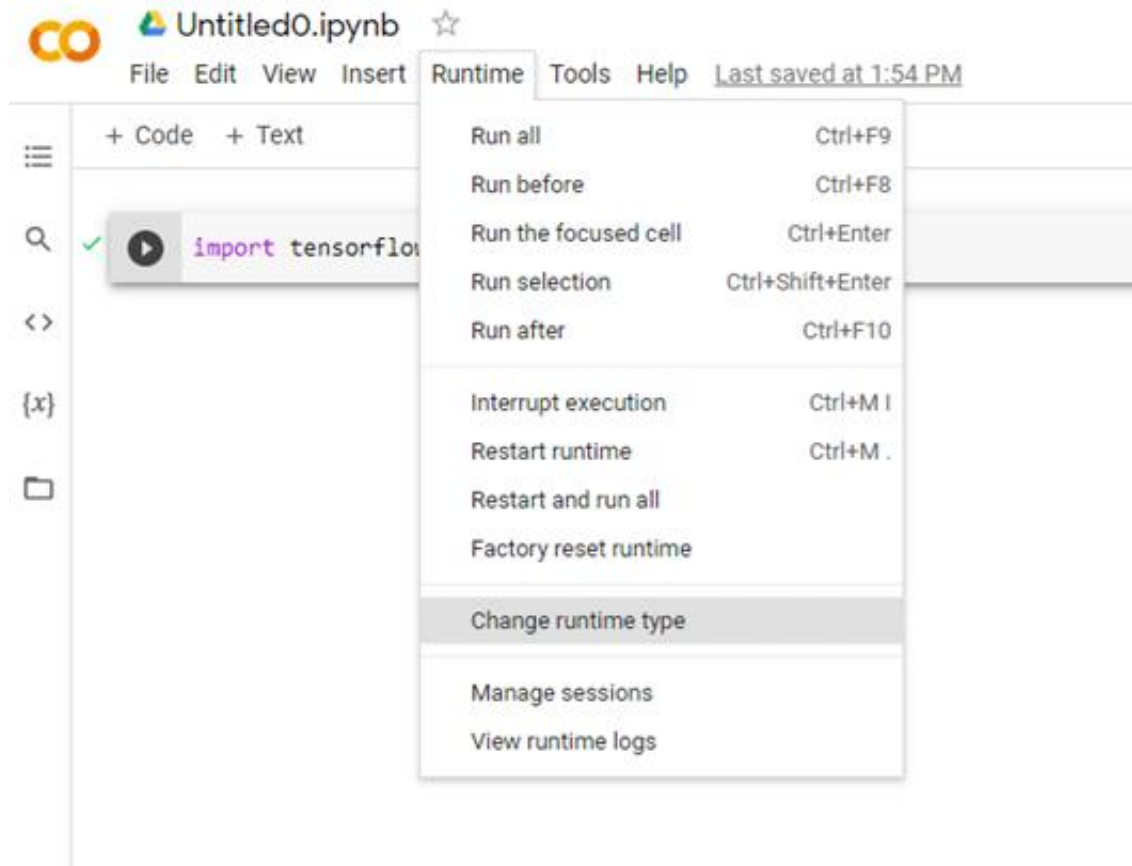 Untitled0.ipynb
File Edit View Insert Runtime Tools Help Last saved at 1:54 PM
+ Code + Text
Run all Ctrl+F9
Run before Ctrl+F8
import
Run the focused cell Ctrl+Enter
Run selection Ctrl+Shift+Enter
Run after Ctrl+F10
{x}
Interrupt execution Ctrl+M I
Restart runtime Ctrl+M .
Restart and run all
Factory reset runtime
Change runtime type
Manage sessions
View runtime logs